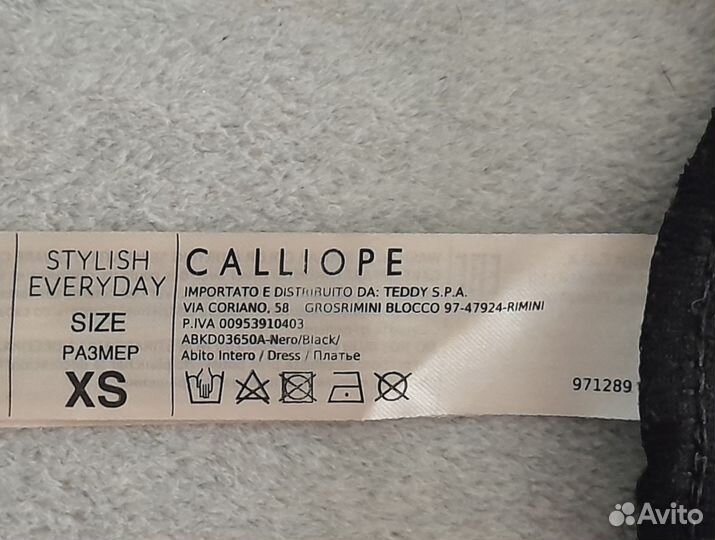 STYLISH
EVERYDAY
SIZE
РАЗМЕР
XS
CALLIOPE
IMPORTATO E DISTRIBUITO DA: TEDDY S.P.A.
VIA CORIANO, 58 GROSRIMINI BLOCCO 97-47924-RIMINI
P.IVA 00953910403
ABKD03650A-Nero/Black/
Abito Intero / Dress / Платье
971289
Avito